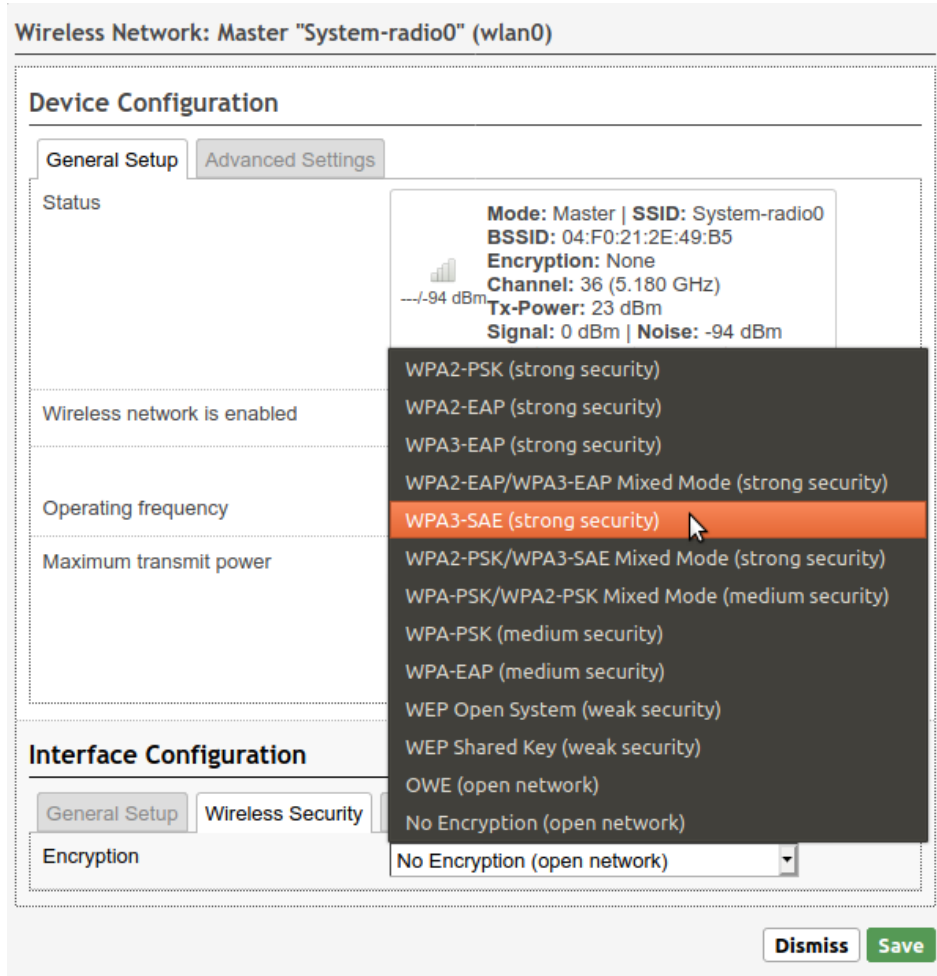 Wireless Network: Master "System-radio0" (wlan0)
Device Configuration
General Setup
Advanced Settings
Status
Mode: Master | SSID: System-radio0
BSSID: 04:F0:21:2E:49:B5
Encryption: None
Channel: 36 (5.180 GHz)
---/-94 dBm
Tx-Power: 23 dBm
Signal: 0 dBm | Noise: -94 dBm
WPA2-PSK (strong security)
WPA2-EAP (strong security)
Wireless network is enabled
WPA3-EAP (strong security)
WPA2-EAP/WPA3-EAP Mixed Mode (strong security)
Operating frequency
WPA3-SAE (strong security)
WPA2-PSK/WPA3-SAE Mixed Mode (strong security)
Maximum transmit power
WPA-PSK/WPA2-PSK Mixed Mode (medium security)
WPA-PSK (medium security)
WPA-EAP (medium security)
WEP Open System (weak security)
WEP Shared Key (weak security)
OWE (open network)
No Encryption (open network)
Interface Configuration
General Setup
Wireless Security
Encryption
No Encryption (open network)
Dismiss
Save